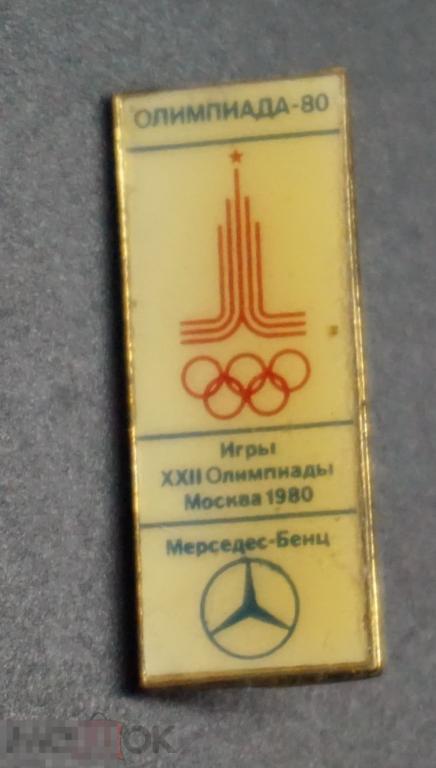 ОЛИМПИАДА-80
Игры
XXII Олимпиады
Москва 1980
Мерседес-Бенц